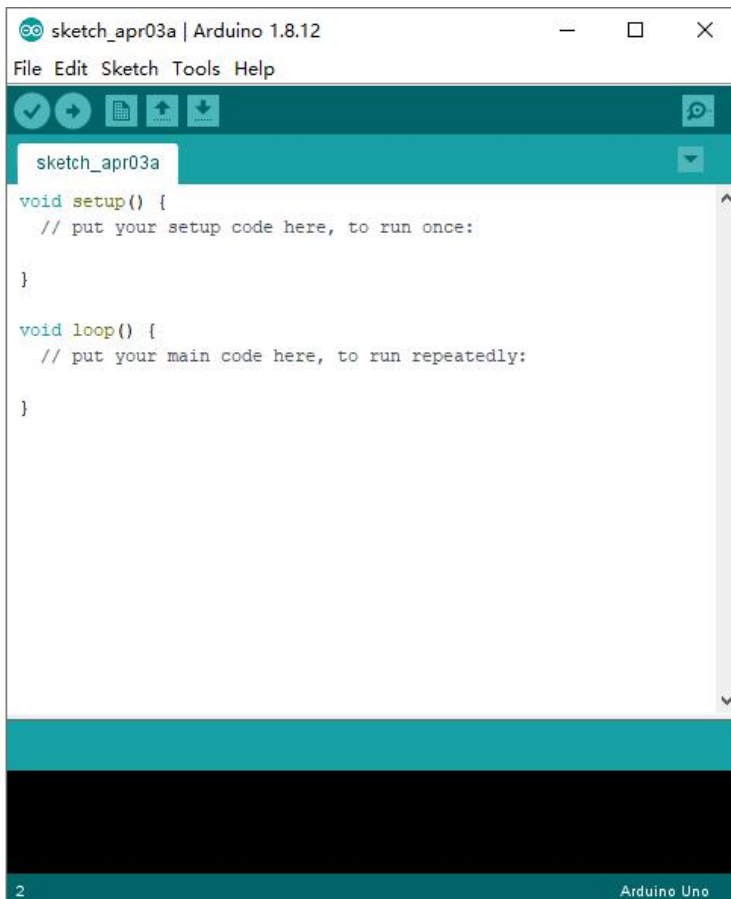 sketch_apr03a | Arduino 1.8.12
File Edit Sketch Tools Help
sketch_apr03a
void setup() {
  // put your setup code here, to run once:
}
void loop() {
  // put your main code here, to run repeatedly:
}
2 Arduino Uno